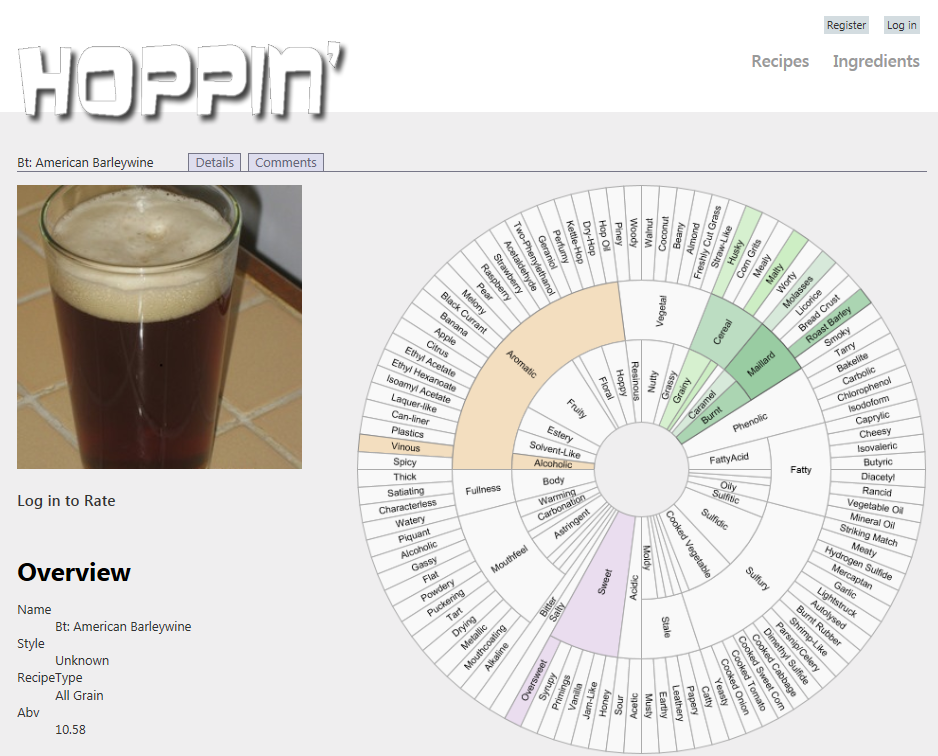 Register Log in
HOPPIN'
Recipes Ingredients
Bt: American Barleywine Details Comments
Log in to Rate
Overview
Name
Bt: American Barleywine
Style
Unknown
RecipeType
All Grain
Abv
10.58
Woody
Walnut
Coconut
Beany
Almond
Freshly Cut Grass
Straw-Like
Husky
Corn Grits
Mealy
Malty
Worty
Molasses
Licorice
Bread Crust
Roast Barley
Smoky
Tarry
Bakelite
Carbolic
Chlorophenol
Isodoform
Caprylic
Cheesy
Isovaleric
Butyric
Diacetyl
Rancid
Vegetable Oil
Mineral Oil
Striking Match
Meaty
Hydrogen Sulfide
Mercaptan
Garlic
Lightstruck
Autolysed
Burnt Rubber
Shrimp-Like
Parsnip/Celery
Dimethyl Sulfide
Cooked Cabbage
Cooked Sweet Corn
Cooked Tomato
Cooked Onion
Yeasty
Catty
Papery
Leathery
Earthy
Musty
Acetic
Sour
Honey
Jam-Like
Vanilla
Primings
Syrupy
Oversweet
Alkaline
Mouthcoating
Metallic
Drying
Tart
Puckering
Powdery
Flat
Gassy
Alcoholic
Piquant
Watery
Characterless
Satiating
Thick
Spicy
Vinous
Plastics
Can-liner
Laquer-like
Isoamyl Acetate
Ethyl Hexanoate
Ethyl Acetate
Citrus
Apple
Banana
Black Currant
Melony
Pear
Raspberry
Strawberry
Acetaldehyde
Two-Phenylethanol
Geraniol
Perfumy
Kettle-Hop
Dry-Hop
Hop Oil
Piney
Aromatic
Vegetal
Cereal
Maillard
Phenolic
Fatty
Sulfury
Stale
Acidic
Sweet
Salty
Bitter
Mouthfeel
Fullness
Alcoholic
Solvent-Like
Estery
Fruity
Floral
Hoppy
Resinous
Nutty
Grassy
Grainy
Caramel
Burnt
FattyAcid
Oily
Sulfitic
Sulfidic
Cooked Vegetable
Moldy
Astringent
Carbonation
Warming
Body